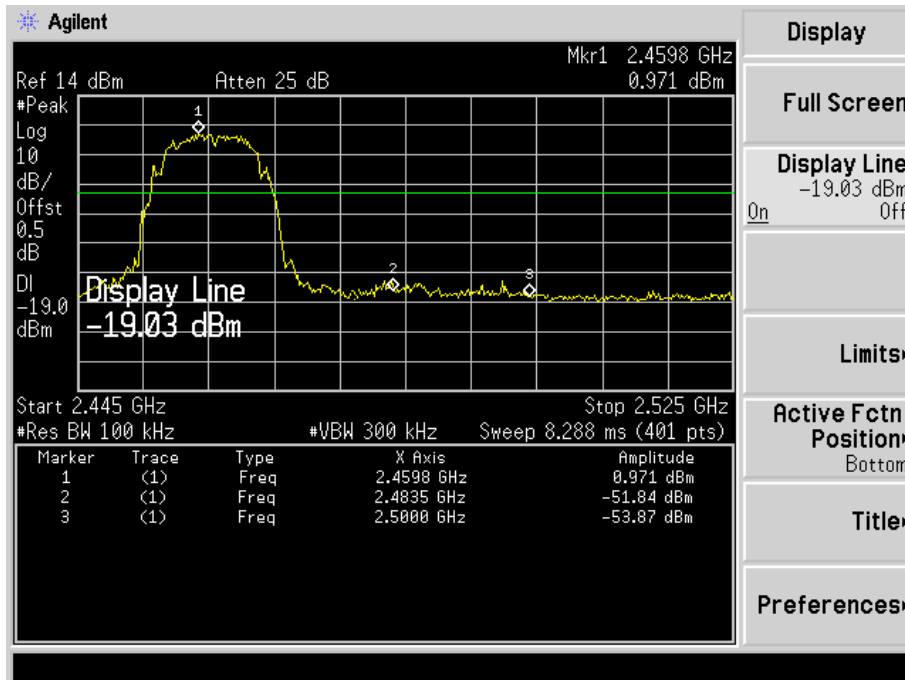 Agilent
Mkr1 2.4598 GHz
Ref 14 dBm Atten 25 dB 0.971 dBm
#Peak
Log
10
dB/
Offst
0.5
dB
DI
-19.0
dBm
1
2
3
Display Line
-19.03 dBm
Start 2.445 GHz Stop 2.525 GHz
#Res BW 100 kHz #VBW 300 kHz Sweep 8.288 ms (401 pts)
Marker Trace Type X Axis Amplitude
1 (1) Freq 2.4598 GHz 0.971 dBm
2 (1) Freq 2.4835 GHz -51.84 dBm
3 (1) Freq 2.5000 GHz -53.87 dBm
Display
Full Screen
Display Line
-19.03 dBm
On Off
Limits
Active Fctn
Position
Bottom
Title
Preferences